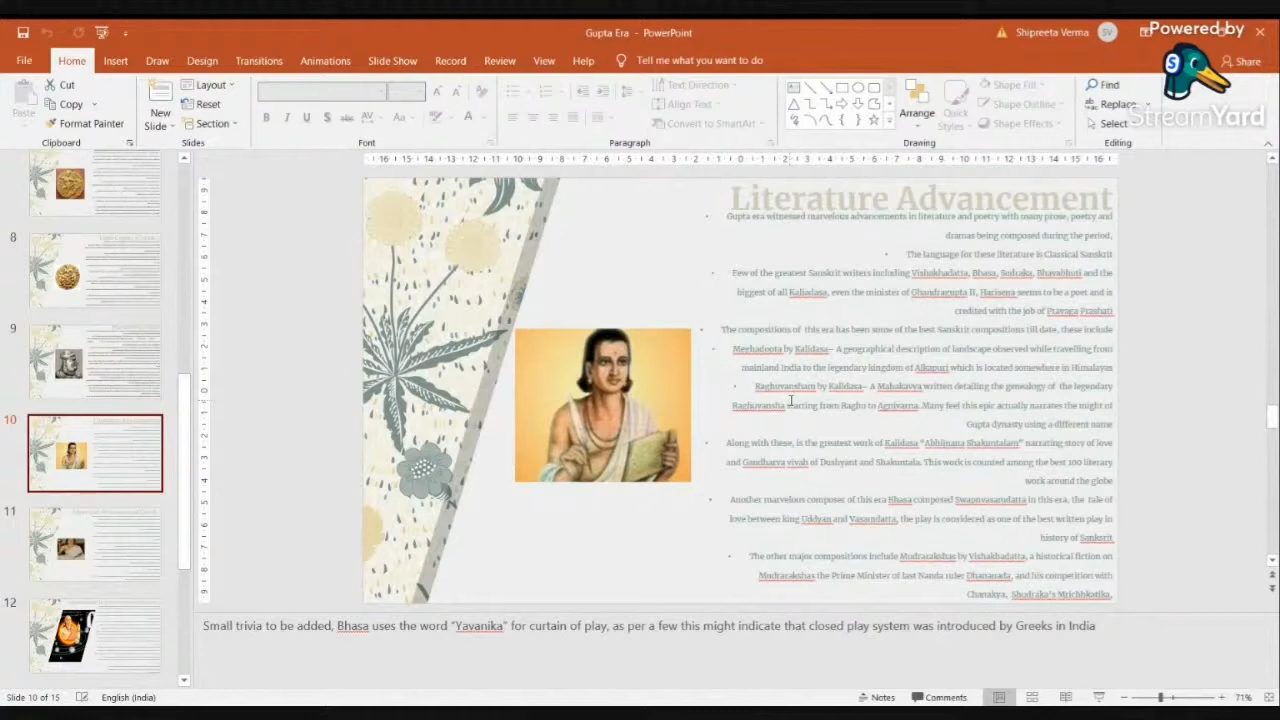 Gupta Era - PowerPoint
Shipreeta Verma
SV
Powered by
StreamYard
File
Home
Insert
Draw
Design
Transitions
Animations
Slide Show
Record
Review
View
Help
Tell me what you want to do
Share
Paste
Cut
Copy
Format Painter
Clipboard
New
Slide
Layout
Reset
Section
Slides
Font
Text Direction
Align Text
Convert to SmartArt
Paragraph
Arrange
Quick
Styles
Shape Fill
Shape Outline
Shape Effects
Drawing
Find
Replace
Select
Editing
8
9
10
11
12
Literature Advancement
Gupta era witnessed marvelous advancements in literature and poetry with many prose, poetry and
dramas being composed during the period,
The language for these literature is Classical Sanskrit
Few of the greatest Sanskrit writers including Vishakhadatta, Bhasa, Sudraka, Bhavabhuti and the
biggest of all Kaliadasa, even the minister of Chandragupta II, Harisena seems to be a poet and is
credited with the job of Prayaga Prashati
The compositions of this era has been some of the best Sanskrit compositions till date, these include
Meghadoota by Kalidasa– A geographical description of landscape observed while travelling from
mainland India to the legendary kingdom of Alkapuri which is located somewhere in Himalayas
Raghuvansham by Kalidasa– A Mahakavya written detailing the genealogy of the legendary
Raghuvansha starting from Raghu to Agnivarna. Many feel this epic actually narrates the might of
Gupta dynasty using a different name
Along with these, is the greatest work of Kalidasa "Abhijnana Shakuntalam" narrating story of love
and Gandharva vivah of Dushyant and Shakuntala. This work is counted among the best 100 literary
work around the globe
Another marvelous composer of this era Bhasa composed Swapnvasamdatta in this era, the tale of
love between king Uddyan and Vasamdatta, the play is considered as one of the best written play in
history of Sanksrit
The other major compositions include Mudrarakshas by Vishakhadatta, a historical fiction on
Mudrarakshas the Prime Minister of last Nanda ruler Dhananada, and his competition with
Chanakya, Shudraka's Mrichhkatika,
Small trivia to be added, Bhasa uses the word "Yavanika" for curtain of play, as per a few this might indicate that closed play system was introduced by Greeks in India
Slide 10 of 15
English (India)
Notes
Comments
71%